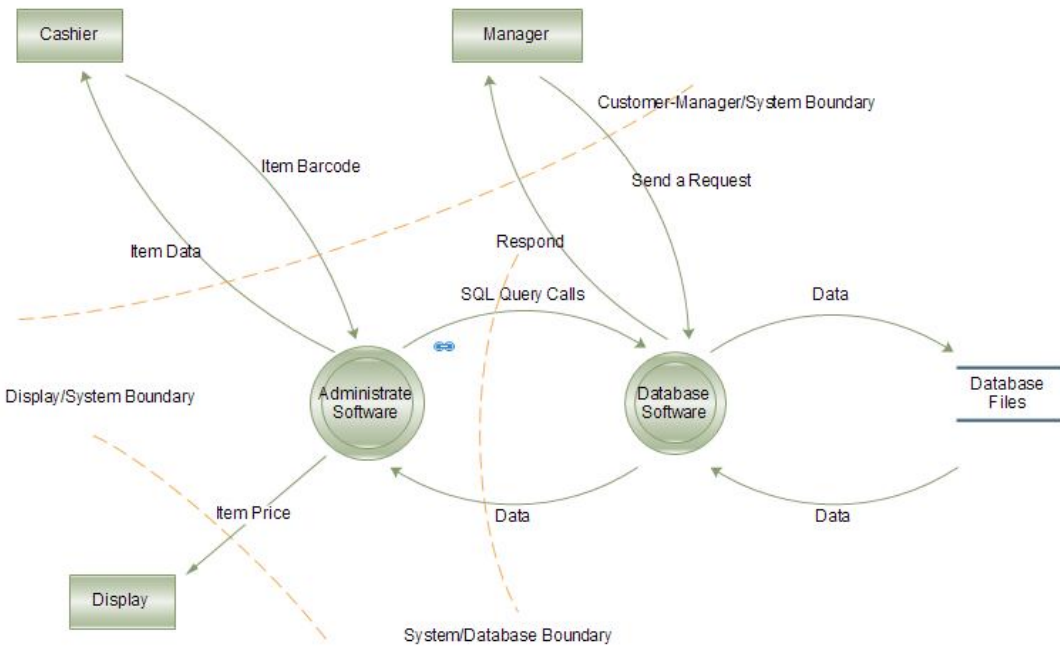 Cashier
Manager
Customer-Manager/System Boundary
Item Barcode
Send a Request
Item Data
Respond
SQL Query Calls
Data
Display/System Boundary
Administrate
Software
Database
Software
Database
Files
Item Price
Data
Data
Display
System/Database Boundary